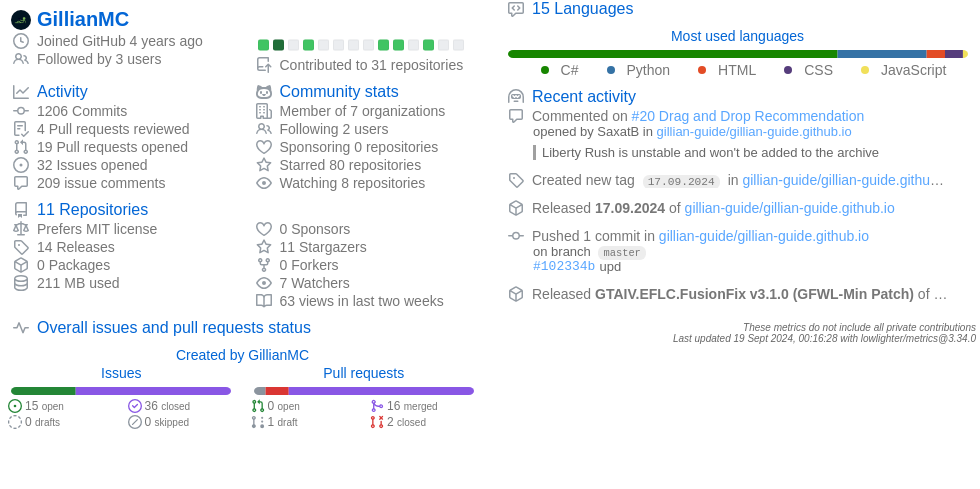 GillianMC
Joined GitHub 4 years ago
Followed by 3 users
Contributed to 31 repositories
Activity
1206 Commits
4 Pull requests reviewed
19 Pull requests opened
32 Issues opened
209 issue comments
Community stats
Member of 7 organizations
Following 2 users
Sponsoring 0 repositories
Starred 80 repositories
Watching 8 repositories
11 Repositories
Prefers MIT license
14 Releases
0 Packages
211 MB used
0 Sponsors
11 Stargazers
0 Forkers
7 Watchers
63 views in last two weeks
Overall issues and pull requests status
Created by GillianMC
Issues
15 open
36 closed
0 drafts
0 skipped
Pull requests
0 open
16 merged
1 draft
2 closed
15 Languages
Most used languages
C# Python HTML CSS JavaScript
Recent activity
Commented on #20 Drag and Drop Recommendation
opened by SaxatB in gillian-guide/gillian-guide.github.io
Liberty Rush is unstable and won't be added to the archive
Created new tag 17.09.2024 in gillian-guide/gillian-guide.githu…
Released 17.09.2024 of gillian-guide/gillian-guide.github.io
Pushed 1 commit in gillian-guide/gillian-guide.github.io
on branch master
#102334b upd
Released GTAIV.EFLC.FusionFix v3.1.0 (GFWL-Min Patch) of …
These metrics do not include all private contributions
Last updated 19 Sept 2024, 00:16:28 with lowlighter/metrics@3.34.0